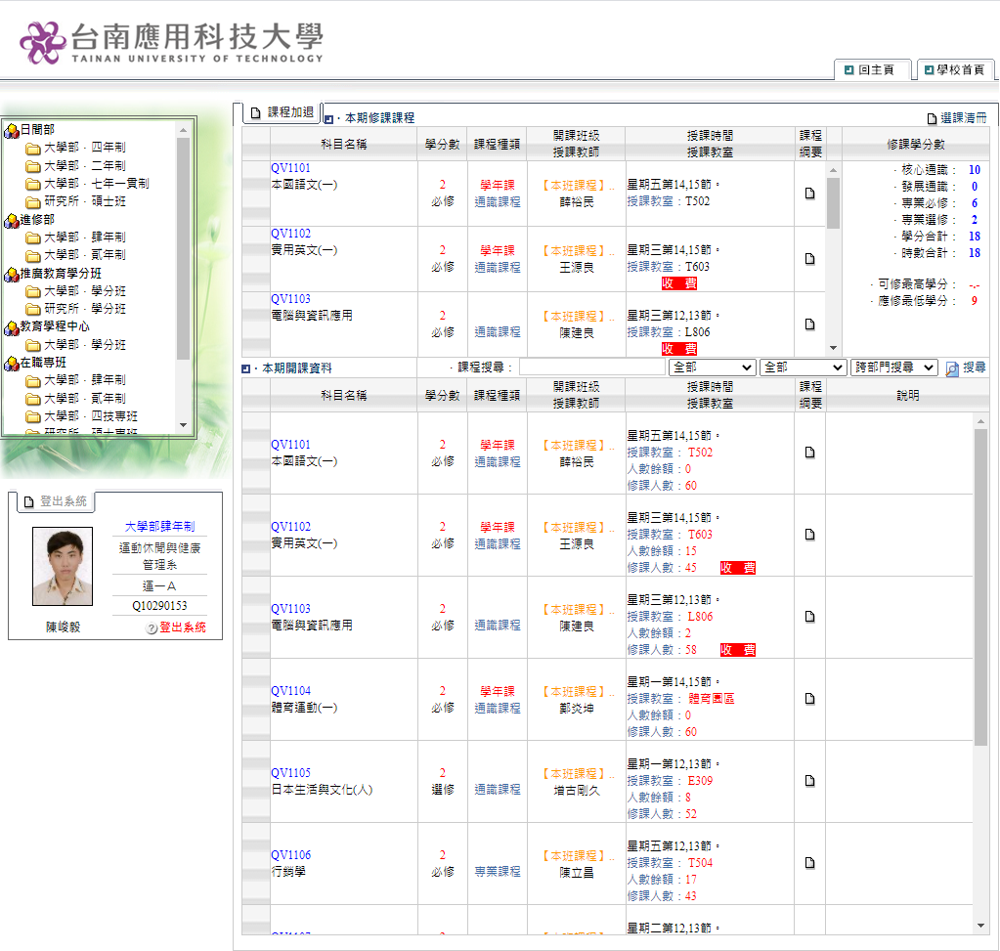 台南應用科技大學
TAINAN UNIVERSITY OF TECHNOLOGY
回主頁
學校首頁
日間部
大學部﹒四年制
大學部﹒二年制
大學部﹒七年一貫制
研究所﹒碩士班
進修部
大學部﹒肆年制
大學部﹒貳年制
推廣教育學分班
大學部﹒學分班
研究所﹒學分班
教育學程中心
大學部﹒學分班
在職專班
大學部﹒肆年制
大學部﹒貳年制
大學部﹒四技專班
研究所﹒碩士專班
登出系統
大學部肆年制
運動休閒與健康
管理系
運一A
Q10290153
陳峻毅
登出系統
課程加退
﹒本期修課課程
選課清冊
科目名稱 學分數 課程種類 開課班級 授課教師 授課時間 授課教室 課程 綱要 修課學分數
QV1101
本國語文(一) 2 必修 學年課 通識課程 【本班課程】.. 薛裕民
星期五第14,15節。
授課教室：T502
QV1102
實用英文(一) 2 必修 學年課 通識課程 【本班課程】.. 王源良
星期三第14,15節。
授課教室：T603
收 費
QV1103
電腦與資訊應用 2 必修 通識課程 【本班課程】.. 陳建良
星期三第12,13節。
授課教室：L806
收 費
﹒核心通識： 10
﹒發展通識： 0
﹒專業必修： 6
﹒專業選修： 2
﹒學分合計： 18
﹒時數合計： 18
﹒可修最高學分： -.-
﹒應修最低學分： 9
﹒本期開課資料
﹒課程搜尋：
全部
全部
跨部門搜尋
搜尋
科目名稱 學分數 課程種類 開課班級 授課教師 授課時間 授課教室 課程 綱要 說明
QV1101
本國語文(一) 2 必修 學年課 通識課程 【本班課程】.. 薛裕民
星期五第14,15節。
授課教室： T502
人數餘額：0
修課人數：60
QV1102
實用英文(一) 2 必修 學年課 通識課程 【本班課程】.. 王源良
星期三第14,15節。
授課教室： T603
人數餘額：15
修課人數：45 收 費
QV1103
電腦與資訊應用 2 必修 通識課程 【本班課程】.. 陳建良
星期三第12,13節。
授課教室： L806
人數餘額：2
修課人數：58 收 費
QV1104
體育運動(一) 2 必修 學年課 通識課程 【本班課程】.. 鄭炎坤
星期一第14,15節。
授課教室： 體育園區
人數餘額：0
修課人數：60
QV1105
日本生活與文化(人) 2 選修 通識課程 【本班課程】.. 增古剛久
星期一第12,13節。
授課教室： E309
人數餘額：8
修課人數：52
QV1106
行銷學 2 必修 專業課程 【本班課程】.. 陳立昌
星期五第12,13節。
授課教室： T504
人數餘額：17
修課人數：43
星期二第12,13節。